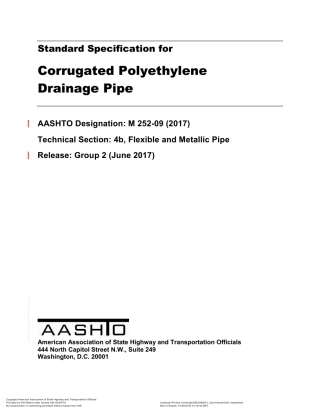 Standard Specification for
Corrugated Polyethylene
Drainage Pipe
AASHTO Designation: M 252-09 (2017)
Technical Section: 4b, Flexible and Metallic Pipe
Release: Group 2 (June 2017)
AASHTO
American Association of State Highway and Transportation Officials
444 North Capitol Street N.W., Suite 249
Washington, D.C. 20001